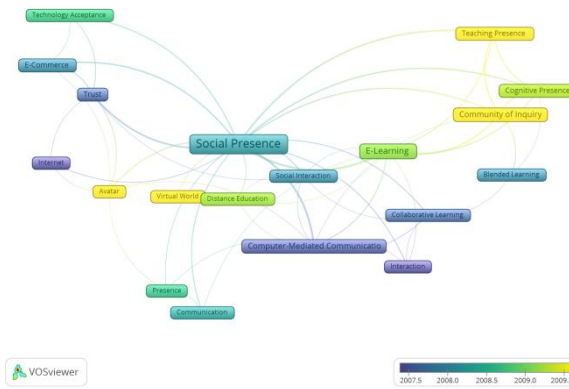 Technology Acceptance
Teaching Presence
E-Commerce
Cognitive Presence
Trust
Community of Inquiry
Social Presence
E-Learning
Internet
Social Interaction
Blended Learning
Avatar
Virtual World
Distance Education
Collaborative Learning
Computer-Mediated Communicatio
Interaction
Presence
Communication
VOSviewer
2007.5 2008.0 2008.5 2009.0 2009.